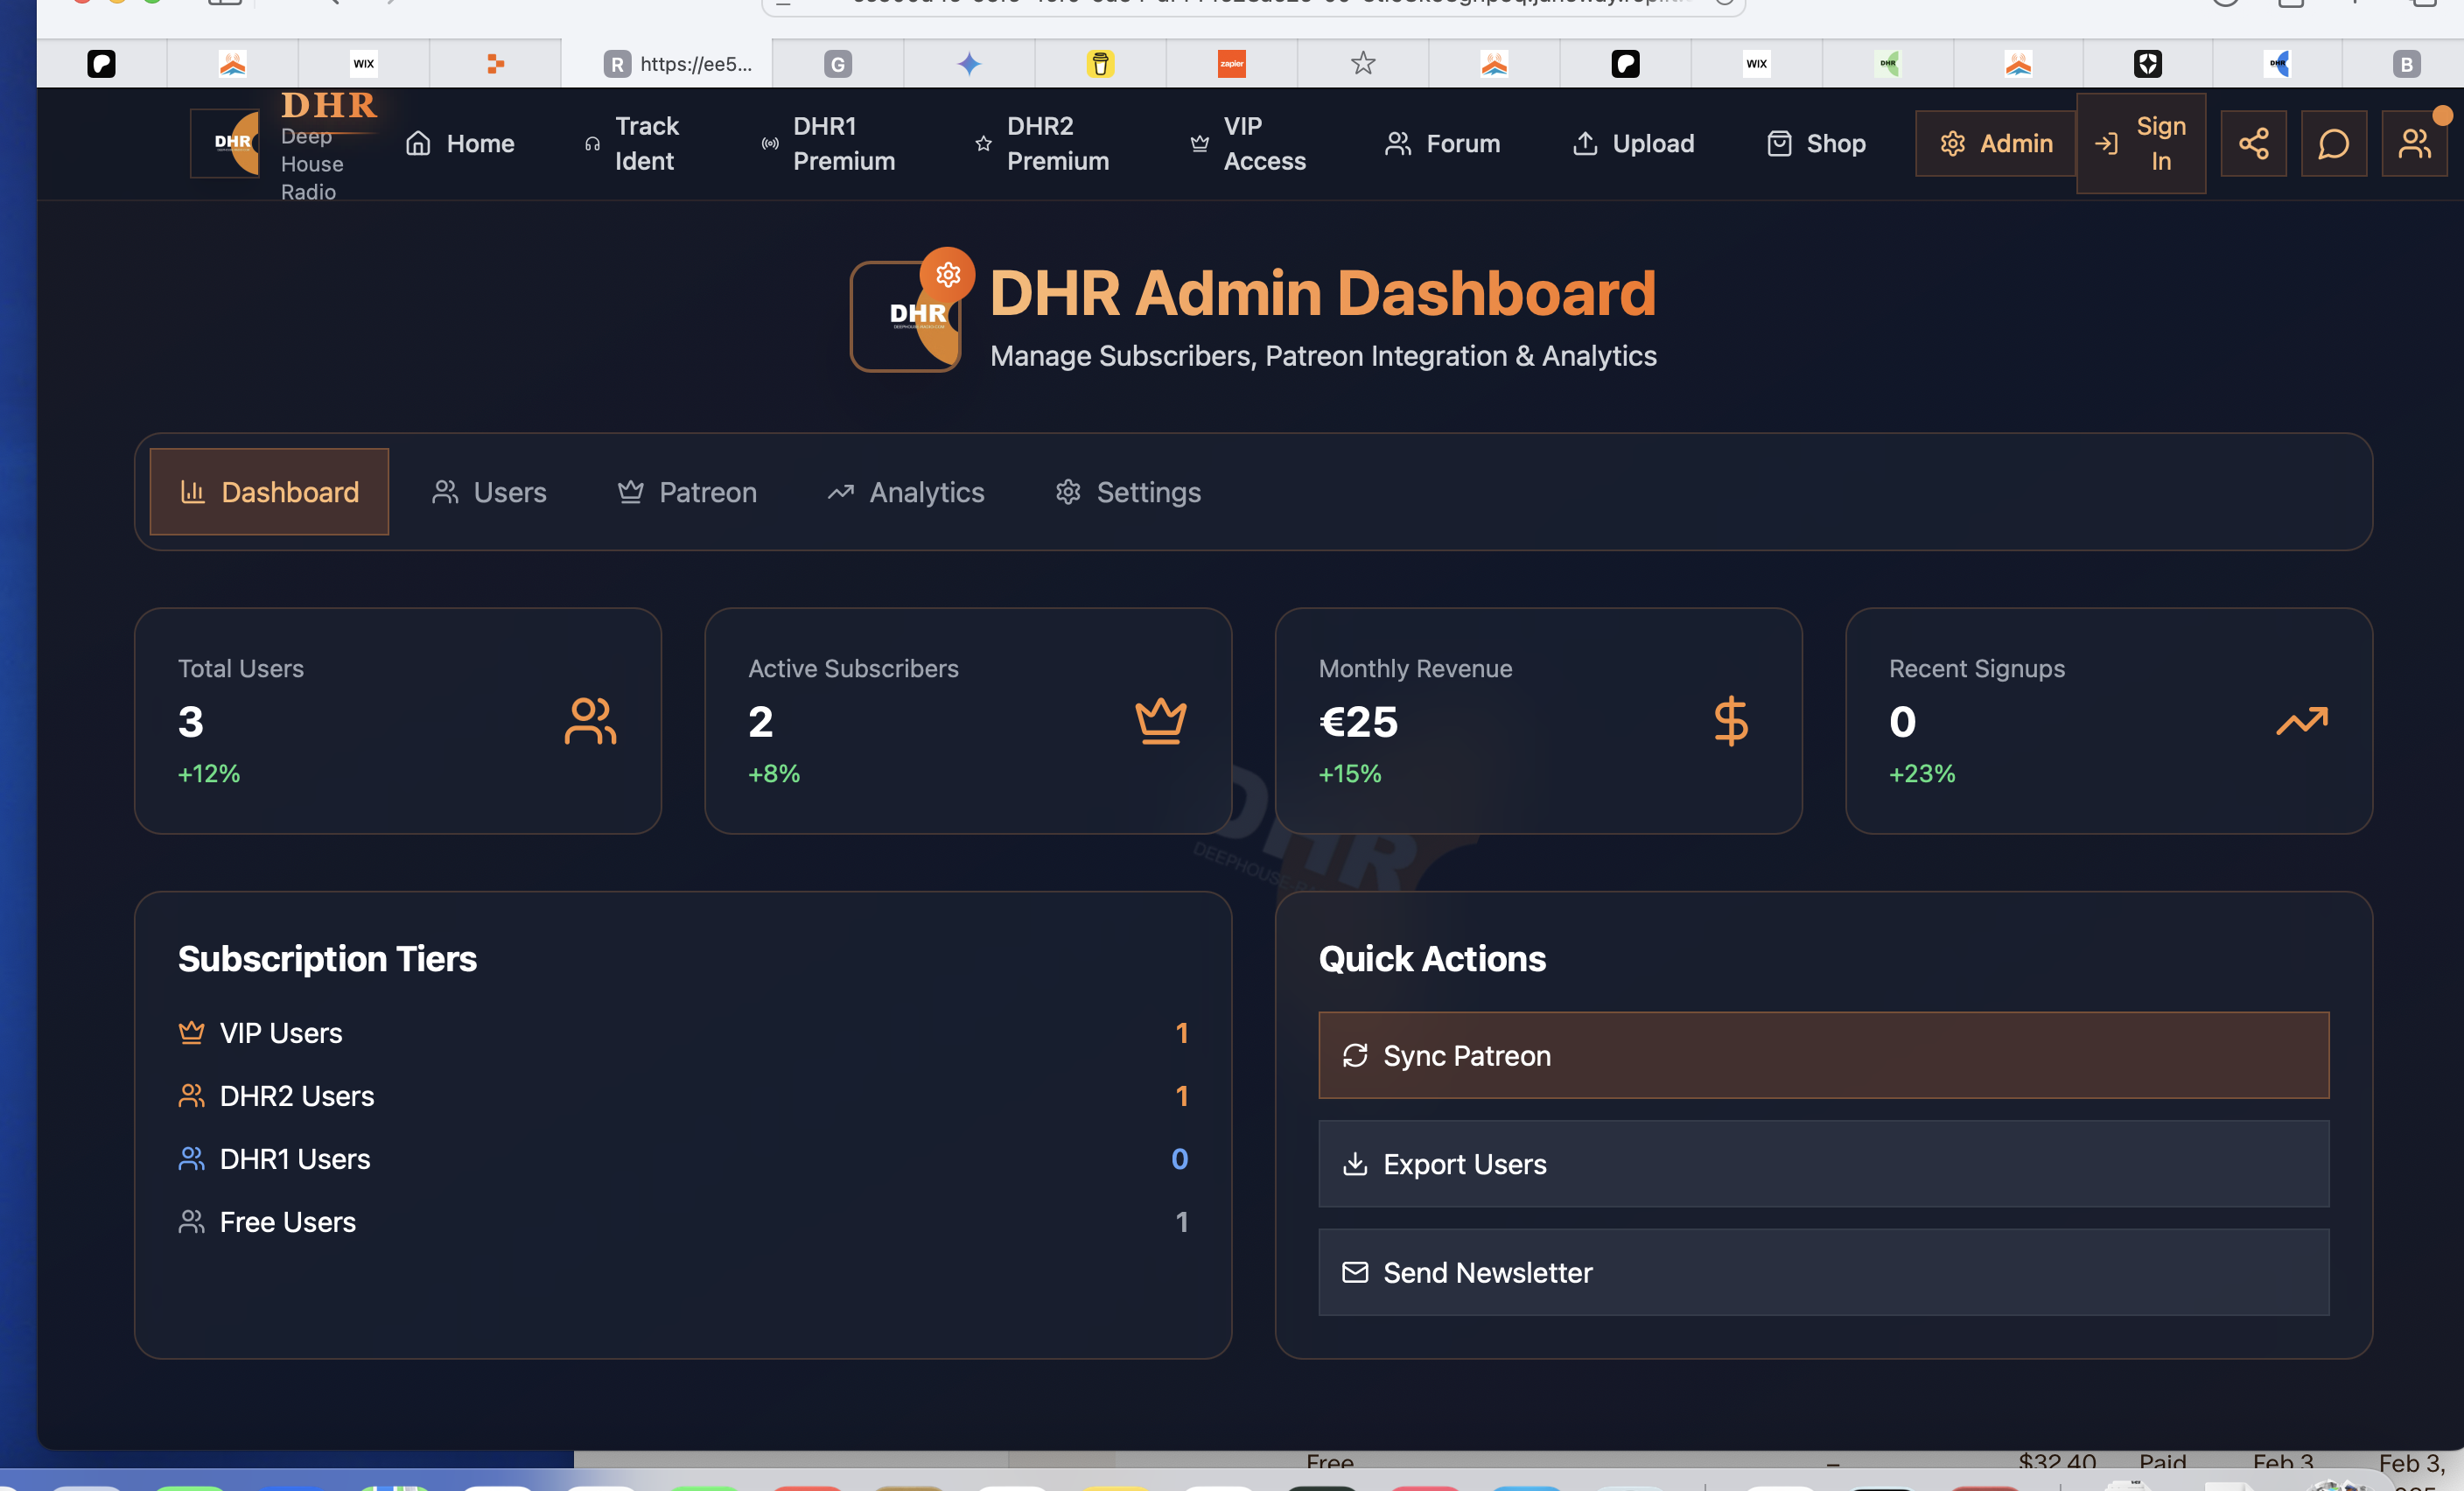 WIX
R https://ee5...
G
zapier
DHR
WIX
DHR
B
DHR
DHR
Deep
House
Radio
Home
Track
Ident
DHR1
Premium
DHR2
Premium
VIP
Access
Forum
Upload
Shop
Admin
Sign
In
DHR
DHR Admin Dashboard
Manage Subscribers, Patreon Integration & Analytics
Dashboard
Users
Patreon
Analytics
Settings
Total Users
3
+12%
Active Subscribers
2
+8%
Monthly Revenue
€25
+15%
Recent Signups
0
+23%
DHR
Subscription Tiers
VIP Users 1
DHR2 Users 1
DHR1 Users 0
Free Users 1
Quick Actions
Sync Patreon
Export Users
Send Newsletter
Free – $32.40 Paid Feb 3 Feb 3,